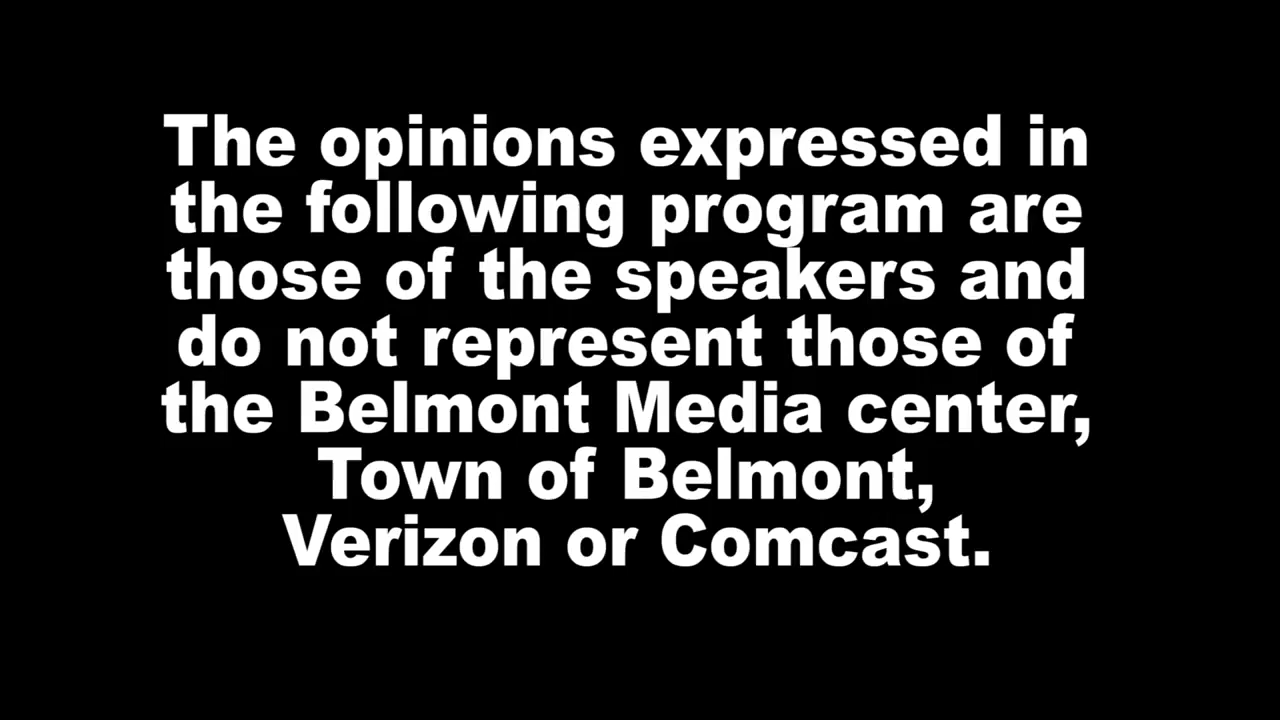 The opinions expressed in
the following program are
those of the speakers and
do not represent those of
the Belmont Media center,
Town of Belmont,
Verizon or Comcast.